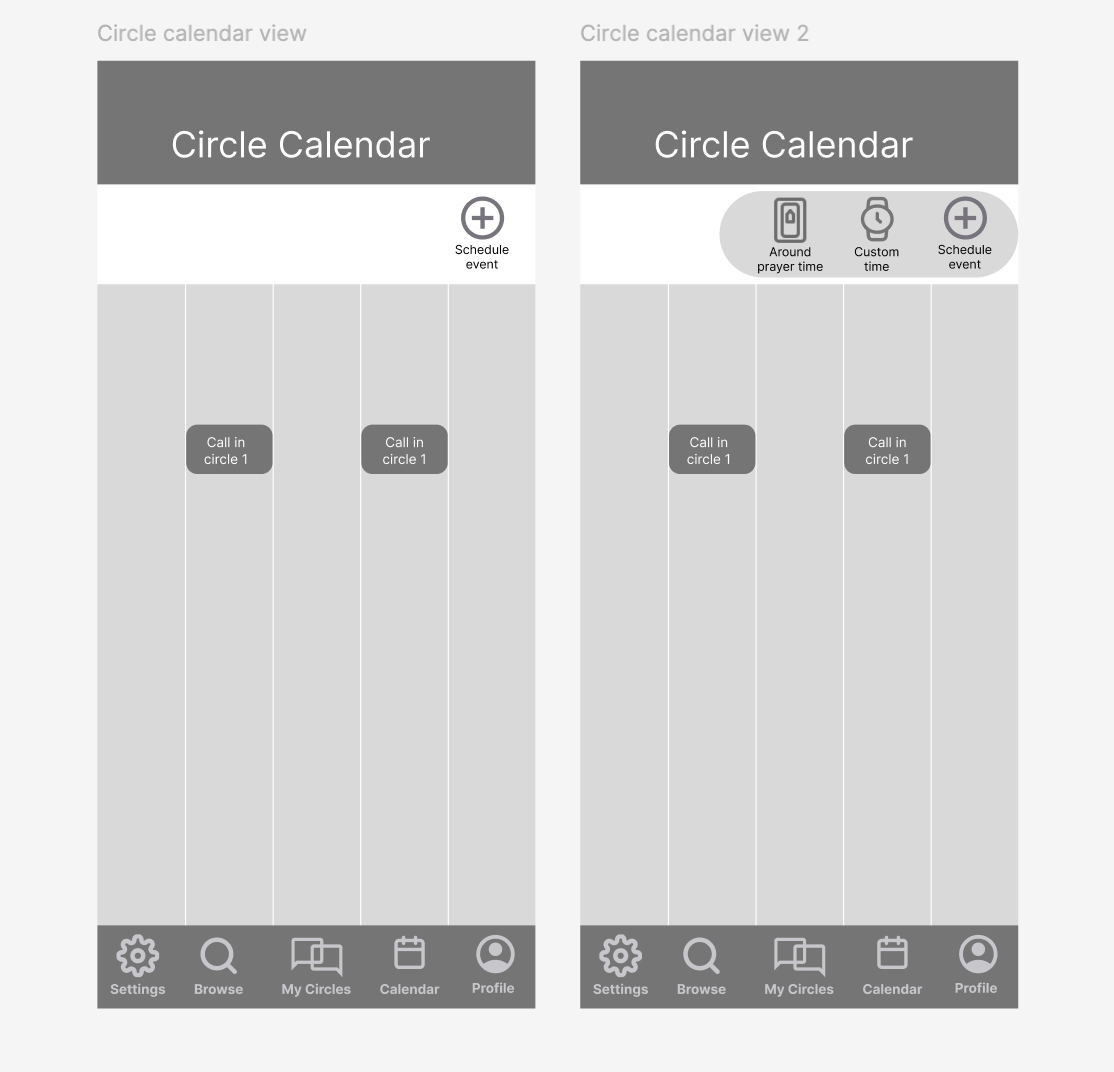 Circle calendar view
Circle Calendar
Schedule
event
Call in
circle 1
Call in
circle 1
Settings
Browse
My Circles
Calendar
Profile
Circle calendar view 2
Circle Calendar
Around
prayer time
Custom
time
Schedule
event
Call in
circle 1
Call in
circle 1
Settings
Browse
My Circles
Calendar
Profile